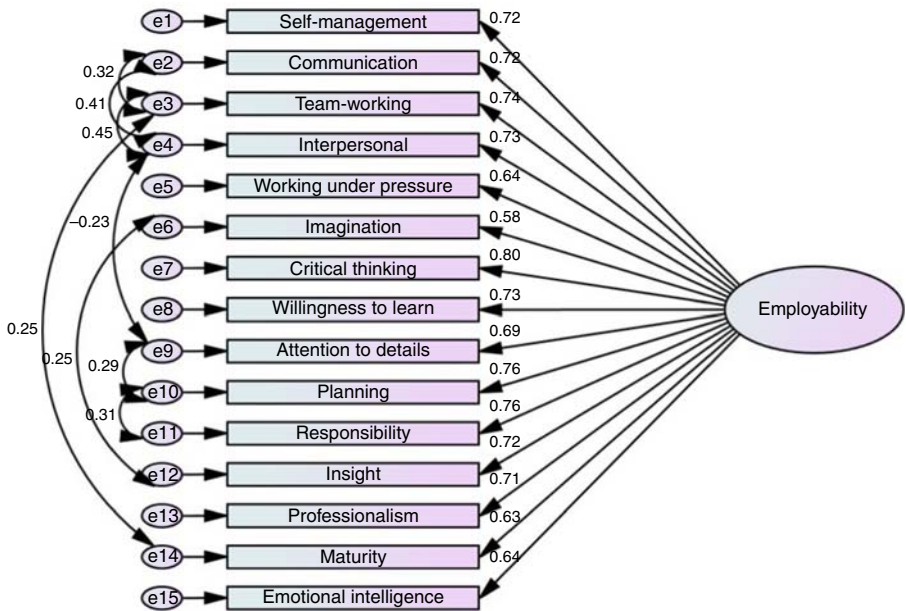 e1 Self-management 0.72
e2 Communication 0.72
0.32
e3 Team-working 0.74
0.41
0.45
e4 Interpersonal 0.73
e5 Working under pressure 0.64
–0.23
e6 Imagination 0.58
e7 Critical thinking 0.80
e8 Willingness to learn 0.73
Employability
0.25
e9 Attention to details 0.69
0.25
0.29
e10 Planning 0.76
0.31
e11 Responsibility 0.76
e12 Insight 0.72
e13 Professionalism 0.71
e14 Maturity 0.63
e15 Emotional intelligence 0.64